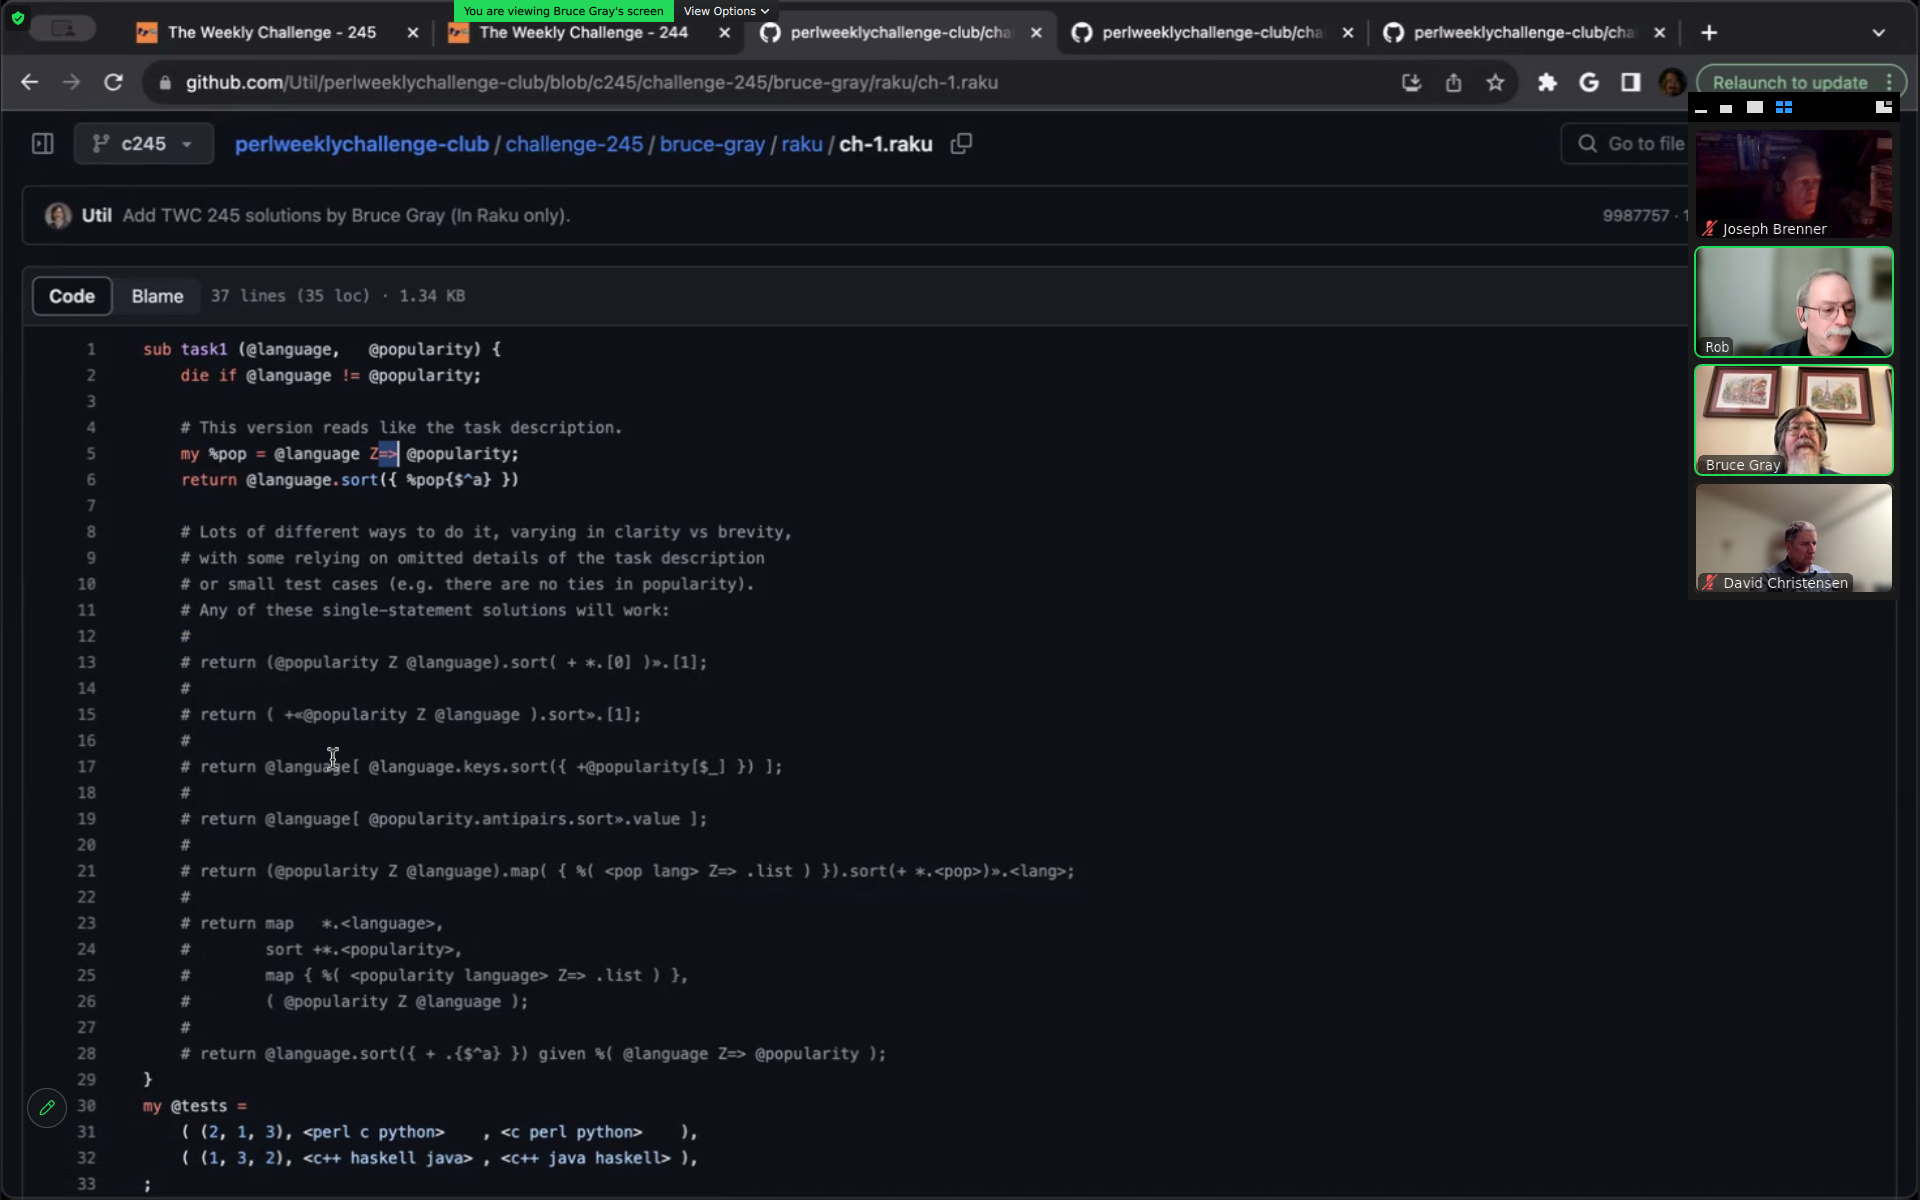 You are viewing Bruce Gray's screen View Options
The Weekly Challenge - 245
The Weekly Challenge - 244
perlweeklychallenge-club/cha
perlweeklychallenge-club/cha
perlweeklychallenge-club/cha
github.com/Util/perlweeklychallenge-club/blob/c245/challenge-245/bruce-gray/raku/ch-1.raku
Relaunch to update
c245
perlweeklychallenge-club / challenge-245 / bruce-gray / raku / ch-1.raku
Go to file
Util Add TWC 245 solutions by Bruce Gray (In Raku only).
9987757 · 1
Joseph Brenner
Rob
Bruce Gray
David Christensen
Code Blame 37 lines (35 loc) · 1.34 KB
1 sub task1 (@language,   @popularity) {
2     die if @language != @popularity;
3
4     # This version reads like the task description.
5     my %pop = @language Z=> @popularity;
6     return @language.sort({ %pop{$^a} })
7
8     # Lots of different ways to do it, varying in clarity vs brevity,
9     # with some relying on omitted details of the task description
10     # or small test cases (e.g. there are no ties in popularity).
11     # Any of these single-statement solutions will work:
12     #
13     # return (@popularity Z @language).sort( + *.[0] )».[1];
14     #
15     # return ( +«@popularity Z @language ).sort».[1];
16     #
17     # return @language[ @language.keys.sort({ +@popularity[$_] }) ];
18     #
19     # return @language[ @popularity.antipairs.sort».value ];
20     #
21     # return (@popularity Z @language).map( { %( <pop lang> Z=> .list ) }).sort(+ *.<pop>)».<lang>;
22     #
23     # return map   *.<language>,
24     #        sort +*.<popularity>,
25     #        map { %( <popularity language> Z=> .list ) },
26     #        ( @popularity Z @language );
27     #
28     # return @language.sort({ + .{$^a} }) given %( @language Z=> @popularity );
29 }
30 my @tests =
31     ( (2, 1, 3), <perl c python>    , <c perl python>    ),
32     ( (1, 3, 2), <c++ haskell java> , <c++ java haskell> ),
33 ;